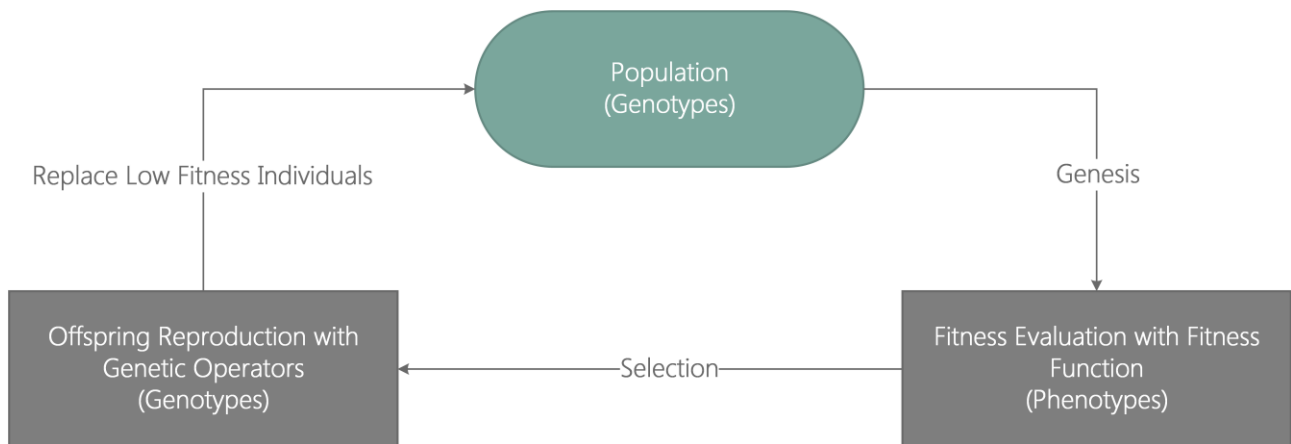 Population
(Genotypes)
Replace Low Fitness Individuals
Genesis
Offspring Reproduction with
Genetic Operators
(Genotypes)
Selection
Fitness Evaluation with Fitness
Function
(Phenotypes)